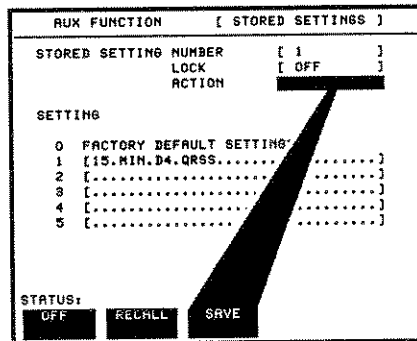 AUX FUNCTION [ STORED SETTINGS ]
STORED SETTING NUMBER [ 1 ]
LOCK [ OFF ]
ACTION
SETTING
0 FACTORY DEFAULT SETTING
1 [15.MIN.D4.QRSS..................]
2 [................................]
3 [................................]
4 [................................]
5 [................................]
STATUS:
OFF RECALL SAVE